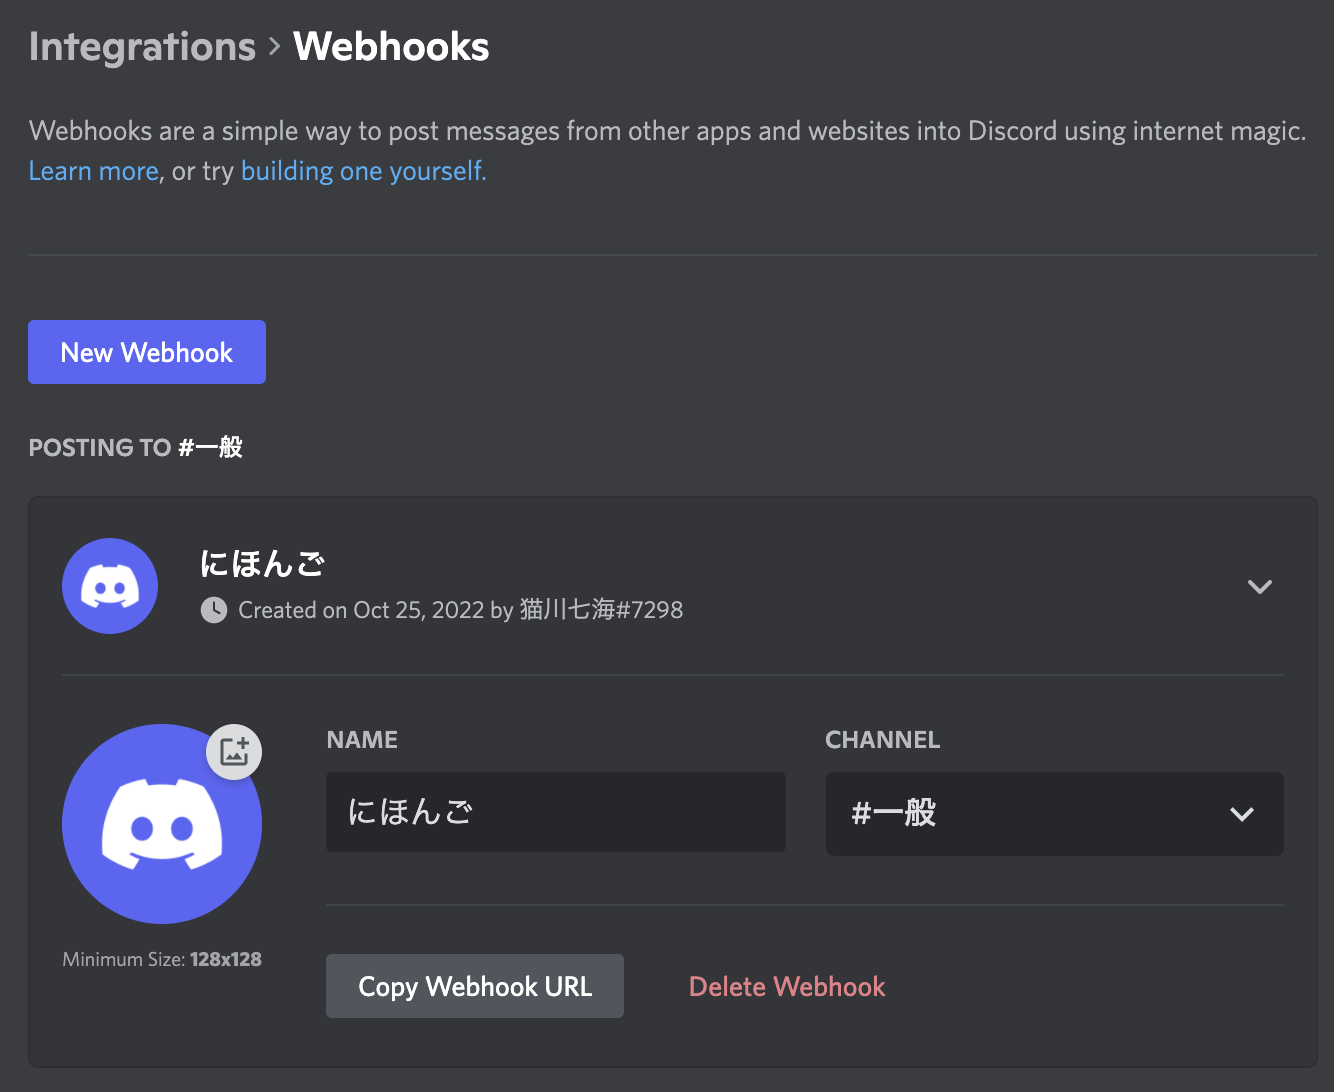 Integrations > Webhooks
Webhooks are a simple way to post messages from other apps and websites into Discord using internet magic.
Learn more, or try building one yourself.
New Webhook
POSTING TO #一般
にほんご
Created on Oct 25, 2022 by 猫川七海#7298
NAME
CHANNEL
にほんご
#一般
Minimum Size: 128x128
Copy Webhook URL
Delete Webhook